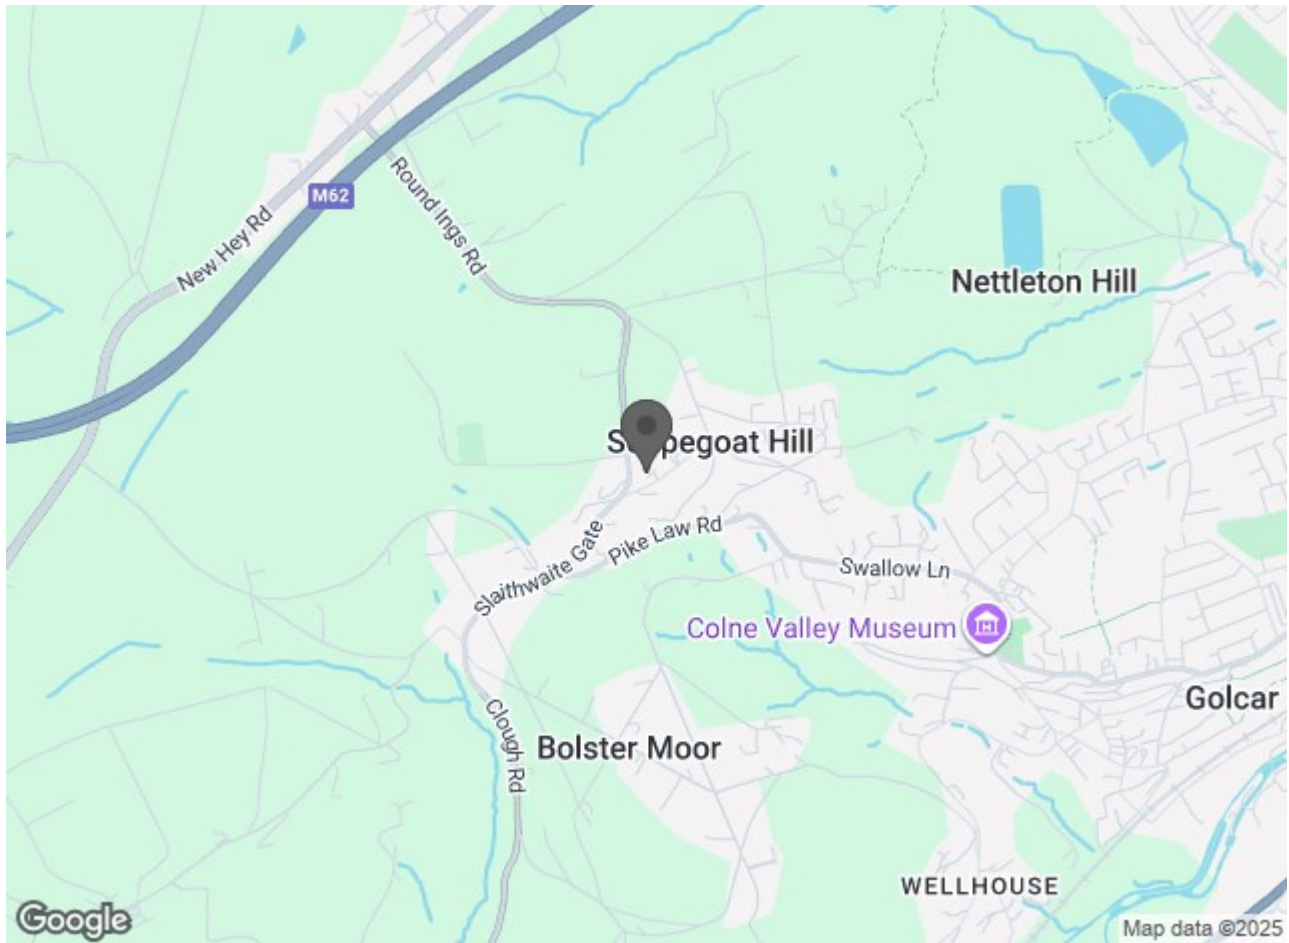 M62
Round Ings Rd
New Hey Rd
Nettleton Hill
S pegoat Hill
Slaithwaite Gate
Pike Law Rd
Swallow Ln
Colne Valley Museum
Golcar
Clough Rd
Bolster Moor
WELLHOUSE
Google
Map data ©2025